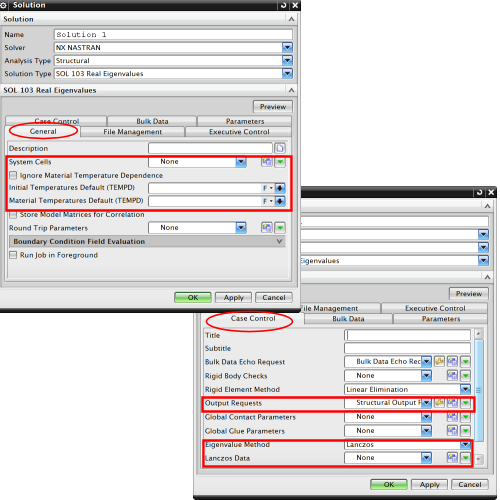 Solution
Solution
Name Solution 1
Solver NX NASTRAN
Analysis Type Structural
Solution Type SOL 103 Real Eigenvalues
SOL 103 Real Eigenvalues
Preview
Case Control Bulk Data Parameters
General File Management Executive Control
Description
System Cells None
Ignore Material Temperature Dependence
Initial Temperatures Default (TEMPD) F
Material Temperatures Default (TEMPD) F
Store Model Matrices for Correlation
Round Trip Parameters None
Boundary Condition Field Evaluation
Run Job in Foreground
OK Apply Cancel
Eigenvalues
Preview
File Management Executive Control
Case Control Bulk Data Parameters
Title
Subtitle
Bulk Data Echo Request Bulk Data Echo Rec
Rigid Body Checks None
Rigid Element Method Linear Elimination
Output Requests Structural Output
Global Contact Parameters None
Global Glue Parameters None
Eigenvalue Method Lanczos
Lanczos Data None
OK Apply Cancel